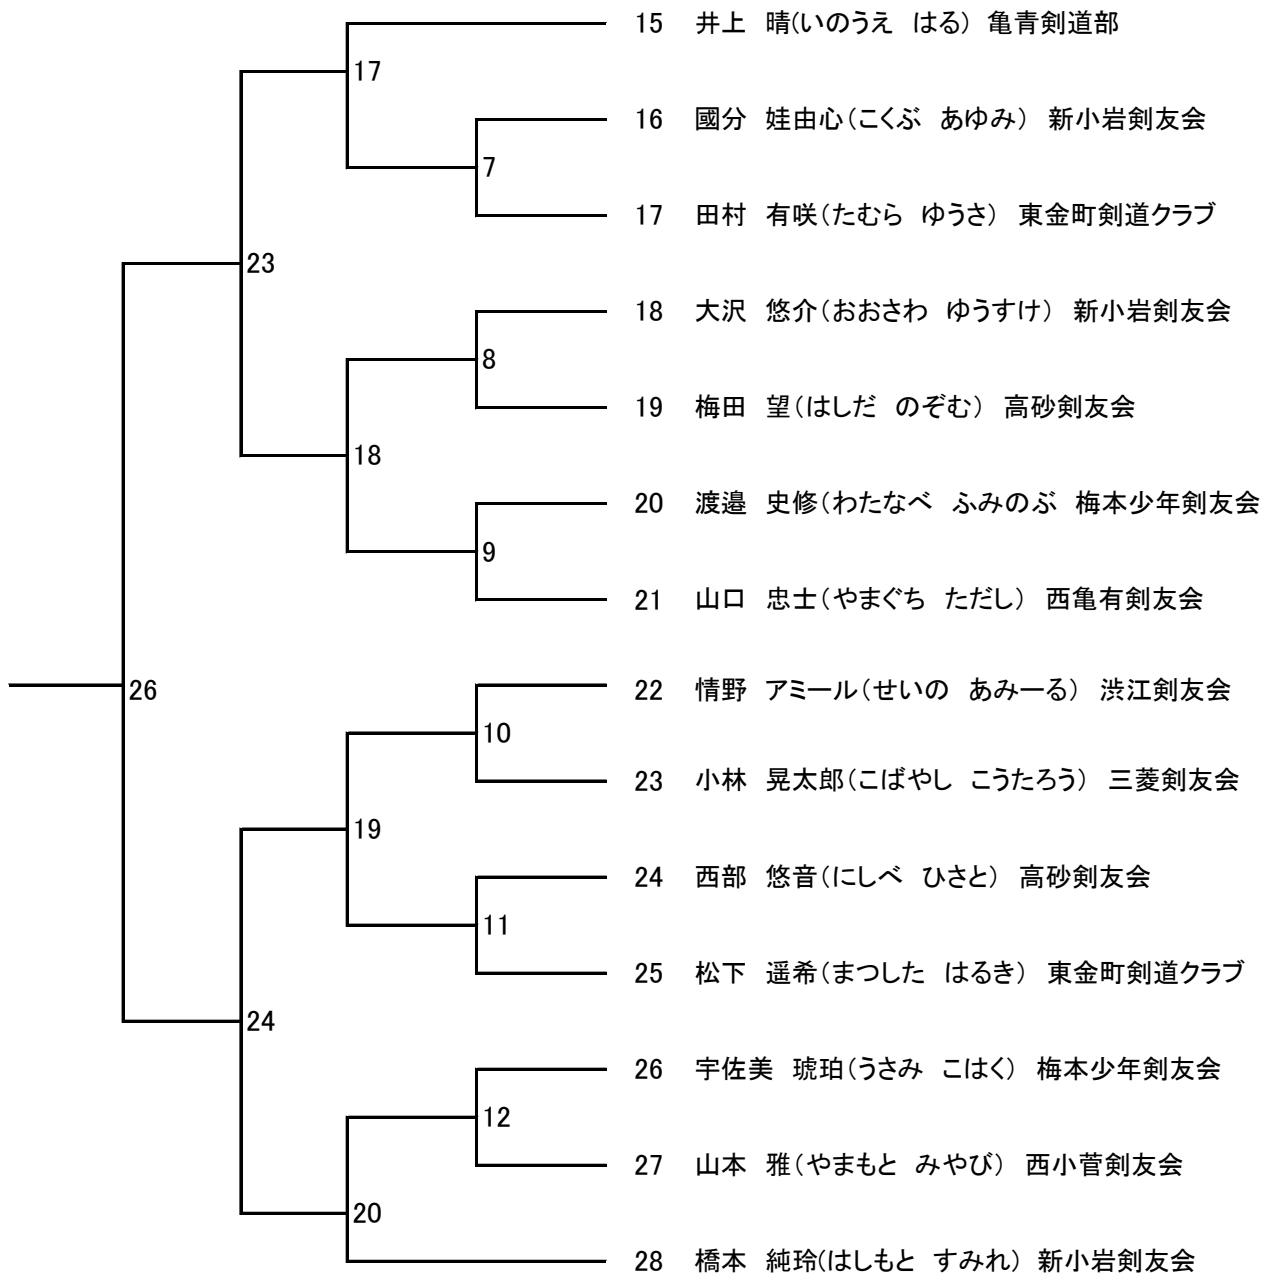 15 井上 晴(いのうえ はる) 亀青剣道部
17
16 國分 娃由心(こくぶ あゆみ) 新小岩剣友会
7
17 田村 有咲(たむら ゆうさ) 東金町剣道クラブ
23
18 大沢 悠介(おおさわ ゆうすけ) 新小岩剣友会
8
19 梅田 望(はしだ のぞむ) 高砂剣友会
18
20 渡邉 史修(わたなべ ふみのぶ 梅本少年剣友会
9
21 山口 忠士(やまぐち ただし) 西亀有剣友会
26
22 情野 アミール(せいの あみーる) 渋江剣友会
10
23 小林 晃太郎(こばやし こうたろう) 三菱剣友会
19
24 西部 悠音(にしべ ひさと) 高砂剣友会
11
25 松下 遥希(まつした はるき) 東金町剣道クラブ
24
26 宇佐美 琥珀(うさみ こはく) 梅本少年剣友会
12
27 山本 雅(やまもと みやび) 西小菅剣友会
20
28 橋本 純玲(はしもと すみれ) 新小岩剣友会